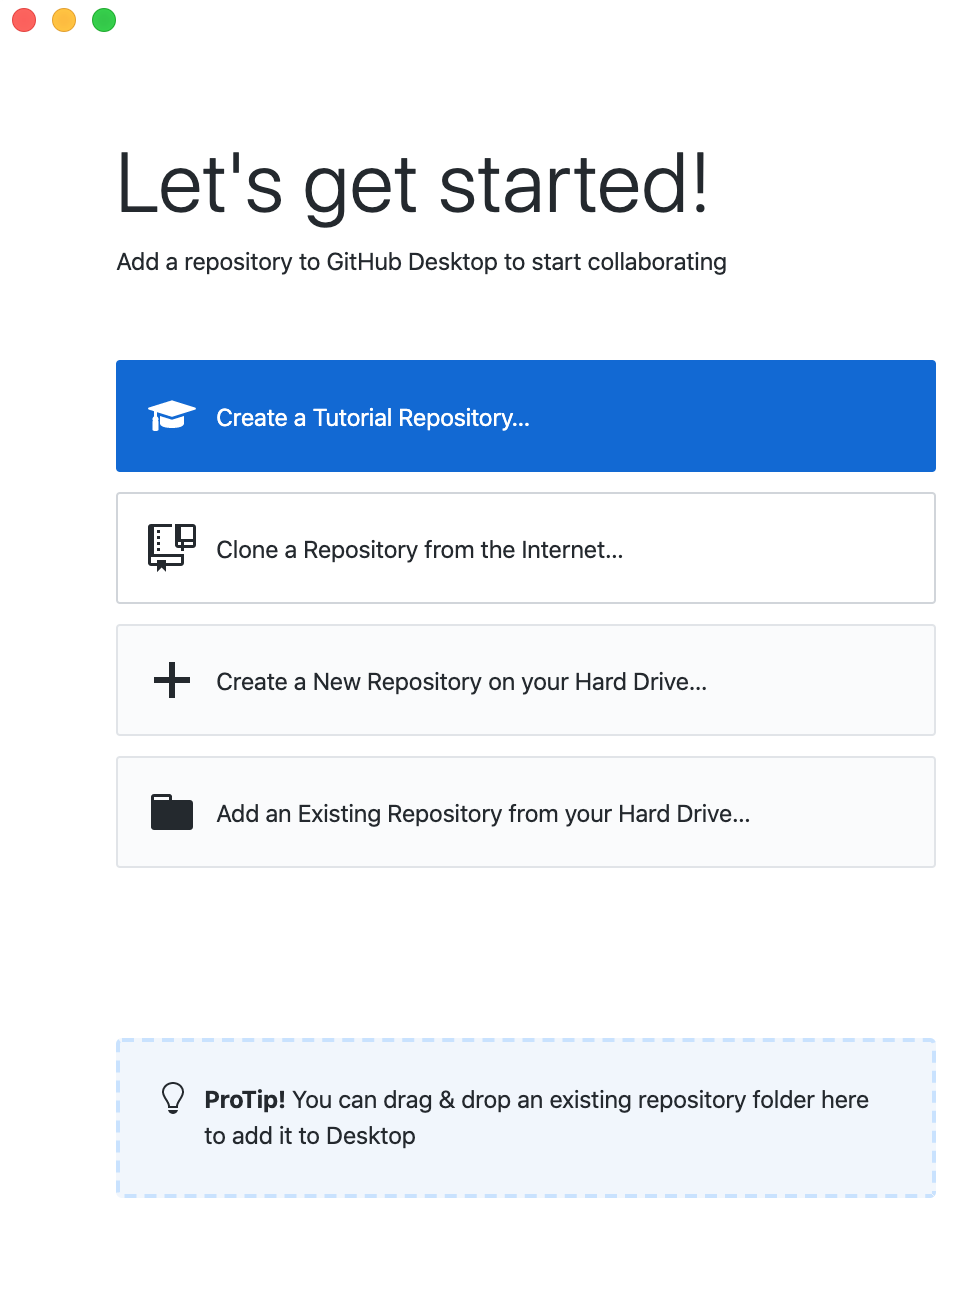 Let's get started!
Add a repository to GitHub Desktop to start collaborating
Create a Tutorial Repository...
Clone a Repository from the Internet...
Create a New Repository on your Hard Drive...
Add an Existing Repository from your Hard Drive...
ProTip! You can drag & drop an existing repository folder here
to add it to Desktop